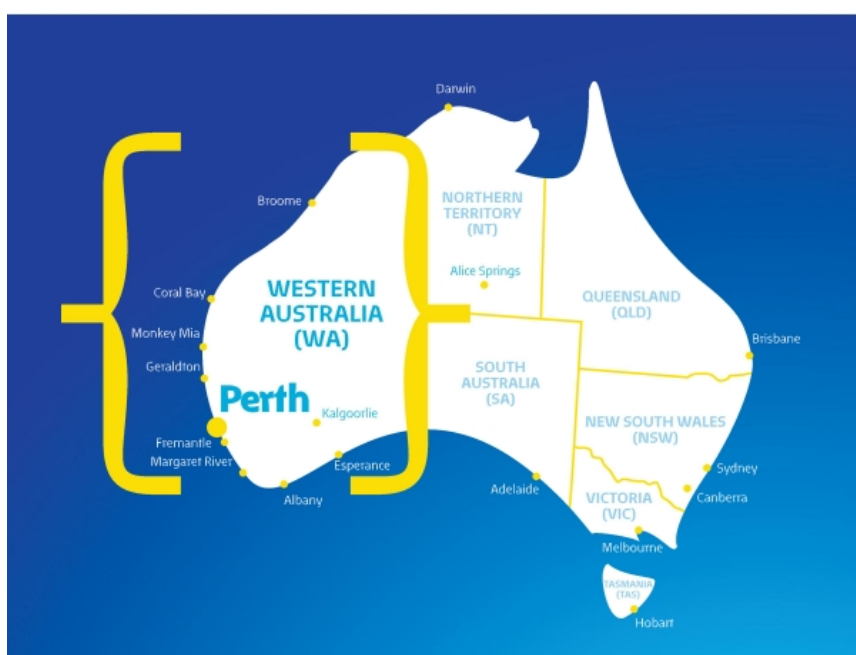 Darwin
Broome
NORTHERN
TERRITORY
(NT)
Alice Springs
Coral Bay
WESTERN
AUSTRALIA
(WA)
QUEENSLAND
(QLD)
Monkey Mia
Brisbane
Geraldton
SOUTH
AUSTRALIA
(SA)
Perth
Kalgoorlie
NEW SOUTH WALES
(NSW)
Fremantle
Margaret River
Esperance
Albany
Adelaide
Sydney
Canberra
VICTORIA
(VIC)
Melbourne
TASMANIA
(TAS)
Hobart